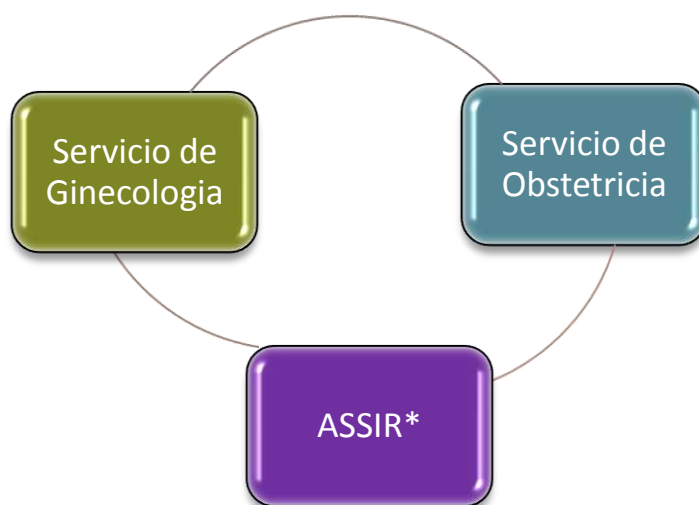 Servicio de
Ginecologia
Servicio de
Obstetricia
ASSIR*